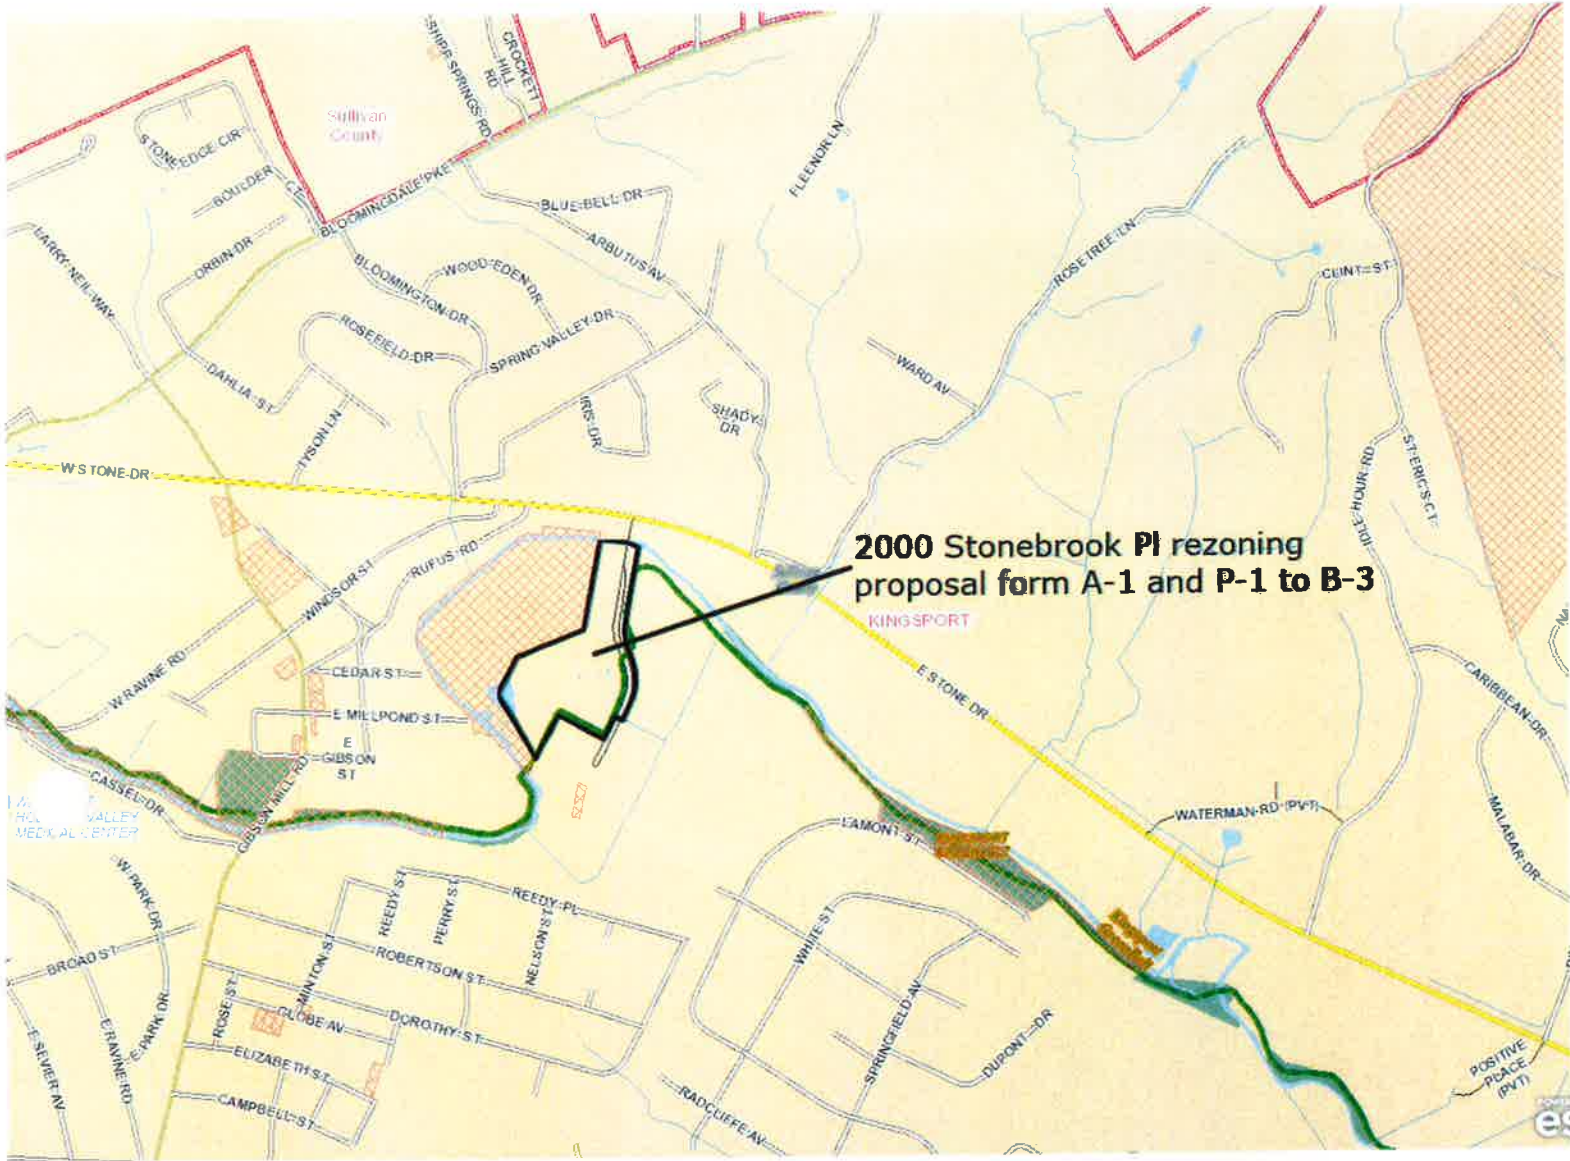 SHIPP SPRINGS RD
CROCKETT
HILL
RD
Sullivan
County
STONE EDGE CIR
BOULDER
CT
BLOOMINGDALE PKE
FLEENOR LN
BLUE BELL DR
ARBUTUS AV
LARRY NEIL WAY
ORBIN DR
BLOOMINGTON DR
WOOD EDEN DR
ROSE TREE LN
CLINT ST
ROSEFIELD DR
SPRING VALLEY DR
DAHLIA ST
TYSON LN
IRIS DR
SHADY
DR
WARD AV
W STONE DR
IDLE HOUR RD
ST ERICS CT
RUFUS RD
WINDSOR ST
2000 Stonebrook Pl rezoning
proposal form A-1 and P-1 to B-3
KINGSPORT
W RAVINE RD
CEDAR ST
E MILLPOND ST
E
GIBSON
ST
E STONE DR
CARIBBEAN DR
CASSEL DR
GIBSON MILL RD
VALLEY
MEDICAL CENTER
LAMONT ST
WATERMAN RD (PVT)
MALABAR DR
W PARK DR
REEDY ST
PERRY ST
REEDY PL
NELSON ST
WHITE ST
BROAD ST
MINTON ST
ROBERTSON ST
ROSE ST
GLOBE AV
DOROTHY ST
SPRINGFIELD AV
DUPONT DR
E SEVIER AV
E RAVINE RD
E PARK DR
ELIZABETH ST
CAMPBELL ST
RADCLIFFE AV
POSITIVE
PLACE
(PVT)
es